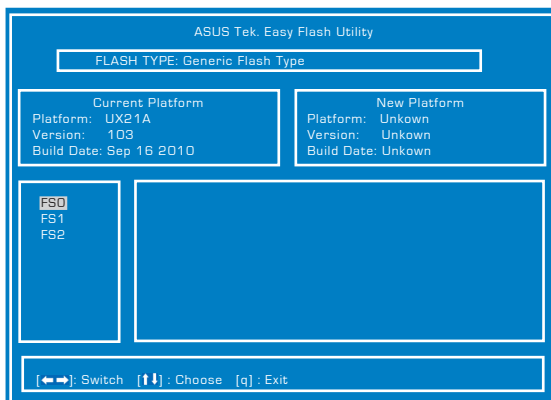 ASUS Tek. Easy Flash Utility
FLASH TYPE: Generic Flash Type
Current Platform
Platform: UX21A
Version: 103
Build Date: Sep 16 2010
New Platform
Platform: Unkown
Version: Unkown
Build Date: Unkown
FS0
FS1
FS2
[←→]: Switch [↑↓] : Choose [q] : Exit